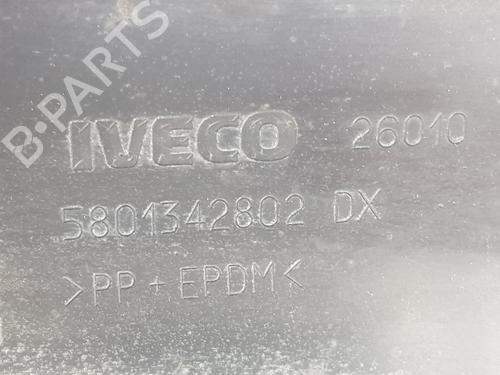 B-PARTS
IVECO 26010
5801342802 DX
>PP+EPDM<